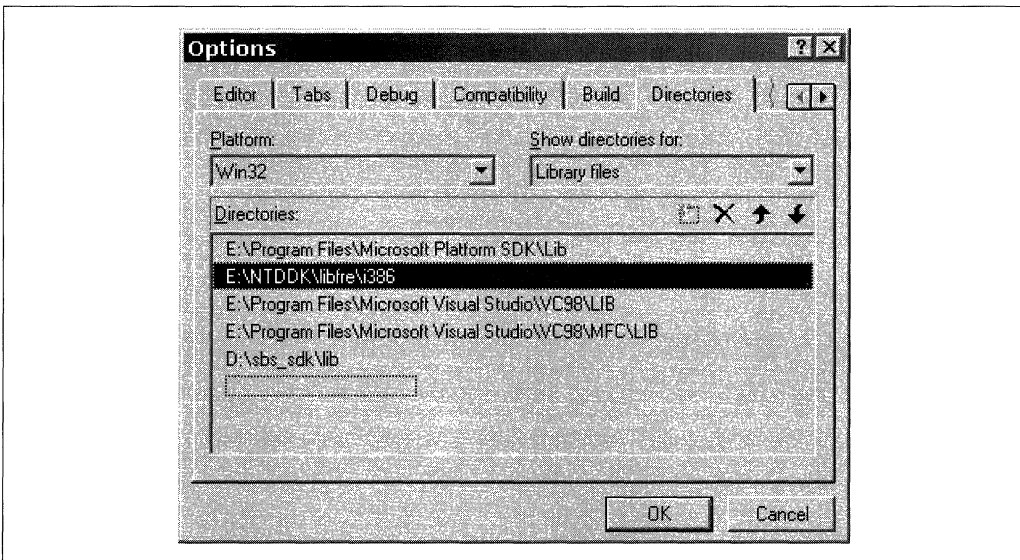 Options
Editor Tabs Debug Compatibility Build Directories
Platform: Show directories for:
Win32 Library files
Directories:
E:\Program Files\Microsoft Platform SDK\Lib
E:\NTDDK\libfre\i386
E:\Program Files\Microsoft Visual Studio\VC98\LIB
E:\Program Files\Microsoft Visual Studio\VC98\MFC\LIB
D:\sbs_sdk\lib
OK Cancel